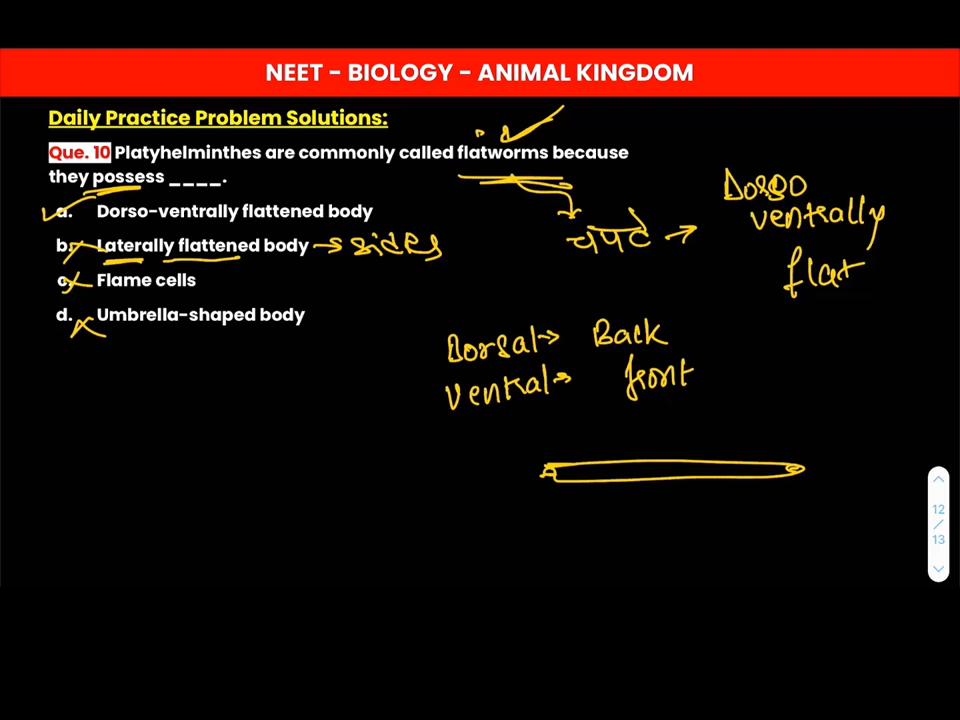 NEET - BIOLOGY - ANIMAL KINGDOM
Daily Practice Problem Solutions:
Que. 10 Platyhelminthes are commonly called flatworms because
they possess ____.
a. Dorso-ventrally flattened body
b. Laterally flattened body → sides
c. Flame cells
d. Umbrella-shaped body
चपटे → Dorso
ventrally
flat
Dorsal → Back
Ventral → front
12
/
13